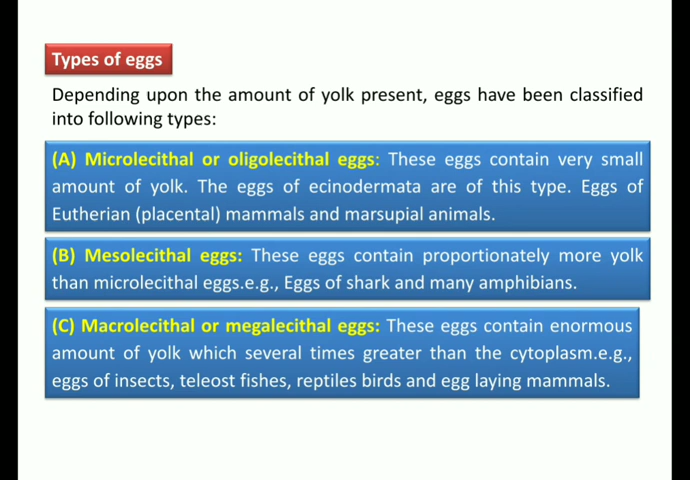 Types of eggs
Depending upon the amount of yolk present, eggs have been classified
into following types:
(A) Microlecithal or oligolecithal eggs: These eggs contain very small
amount of yolk. The eggs of ecinodermata are of this type. Eggs of
Eutherian (placental) mammals and marsupial animals.
(B) Mesolecithal eggs: These eggs contain proportionately more yolk
than microlecithal eggs.e.g., Eggs of shark and many amphibians.
(C) Macrolecithal or megalecithal eggs: These eggs contain enormous
amount of yolk which several times greater than the cytoplasm.e.g.,
eggs of insects, teleost fishes, reptiles birds and egg laying mammals.